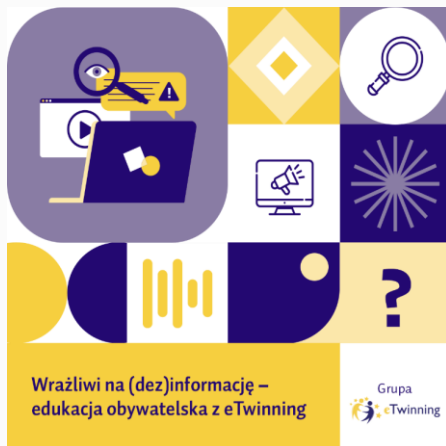 ?
Wrażliwi na (dez)informację –
edukacja obywatelska z eTwinning
Grupa
eTwinning